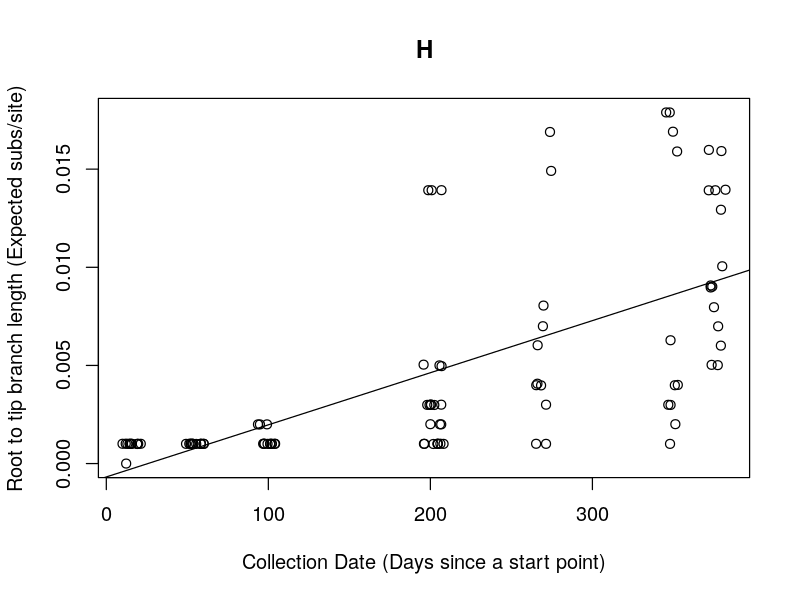 H
Root to tip branch length (Expected subs/site)
0.015
0.010
0.005
0.000
0 100 200 300
Collection Date (Days since a start point)